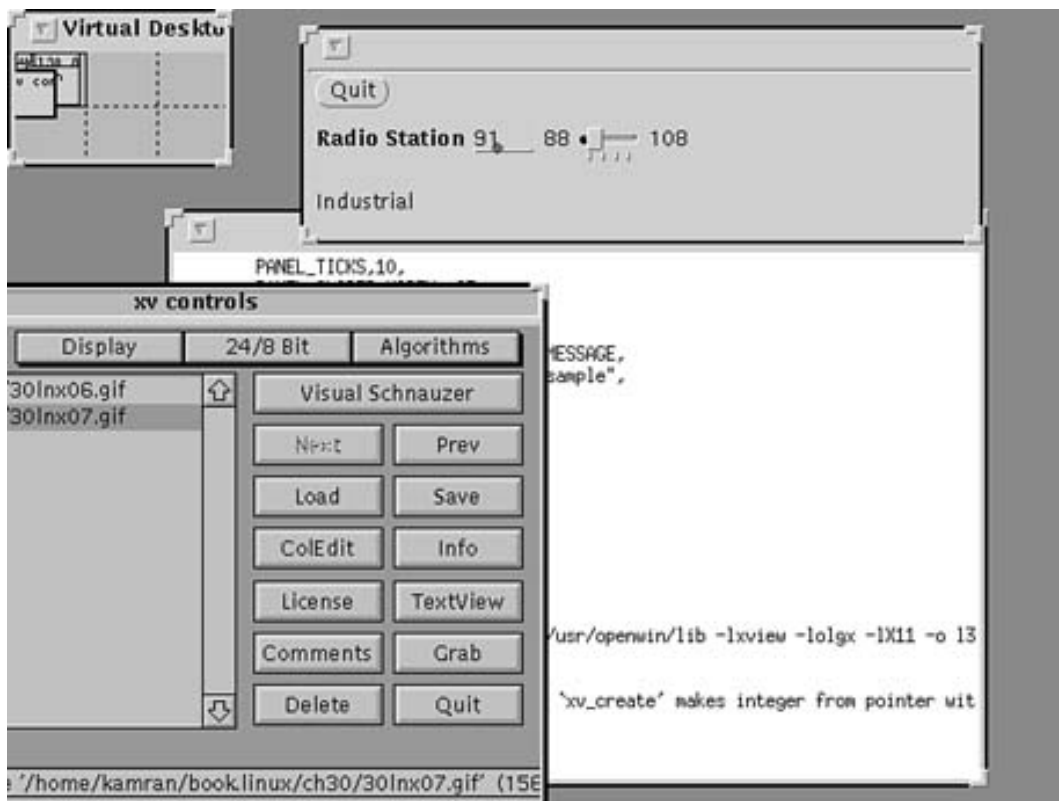 Virtual Deskto
v con
Quit
Radio Station 91 88 108
Industrial
PANEL_TICKS,10,
xv controls
Display 24/8 Bit Algorithms
MESSAGE,
sample",
30lnx06.gif
30lnx07.gif
Visual Schnauzer
Next Prev
Load Save
ColEdit Info
License TextView
Comments Grab
Delete Quit
/usr/openwin/lib -lxview -lolgx -lX11 -o l3
'xv_create' makes integer from pointer wit
'/home/kamran/book.linux/ch30/30lnx07.gif' (156